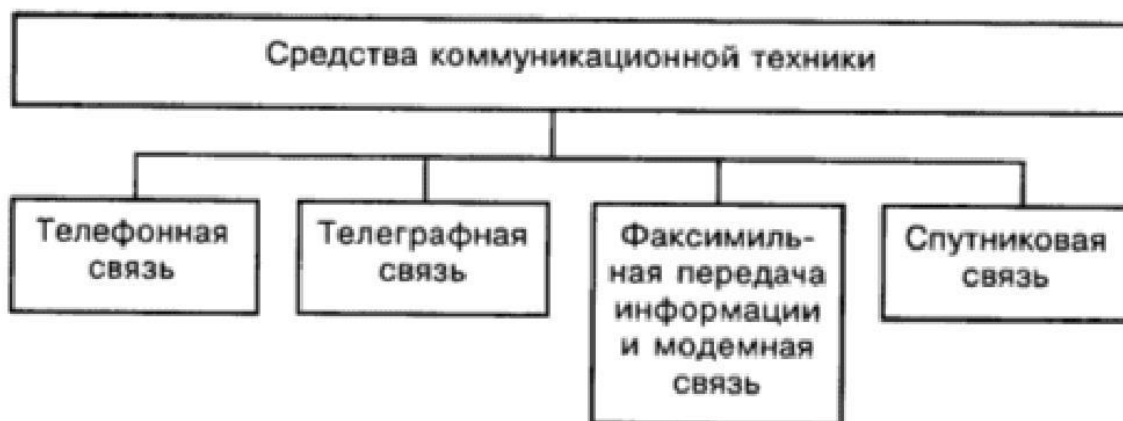 Средства коммуникационной техники
Телефонная
связь
Телеграфная
связь
Факсимиль-
ная передача
информации
и модемная
связь
Спутниковая
связь